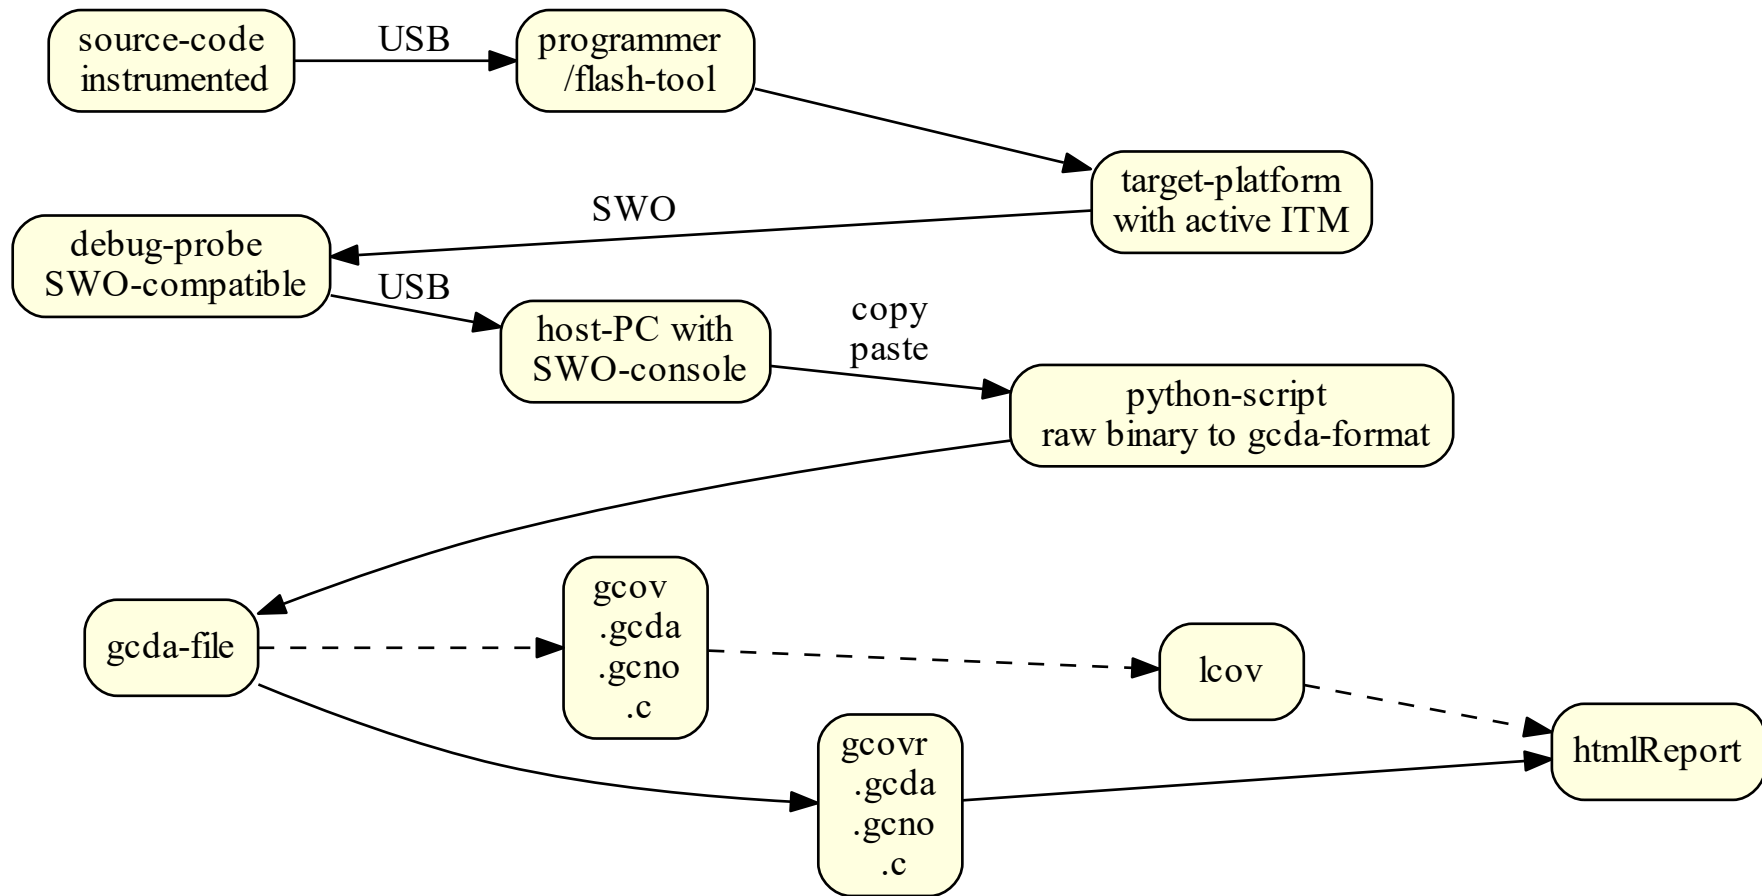 source-code
instrumented
USB
programmer
/flash-tool
target-platform
with active ITM
SWO
debug-probe
SWO-compatible
USB
host-PC with
SWO-console
copy
paste
python-script
raw binary to gcda-format
gcda-file
gcov
.gcda
.gcno
.c
lcov
gcovr
.gcda
.gcno
.c
htmlReport